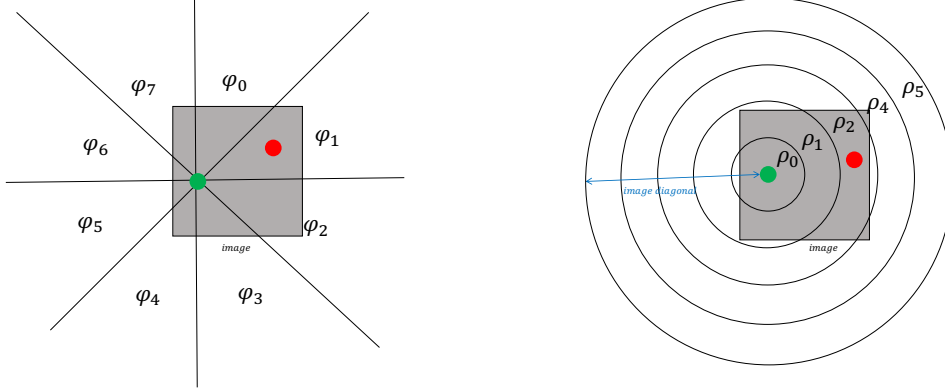 φ₇
φ₀
φ₆
φ₁
φ₅
φ₂
image
φ₄
φ₃
ρ₅
ρ₄
ρ₂
ρ₁
ρ₀
image diagonal
image